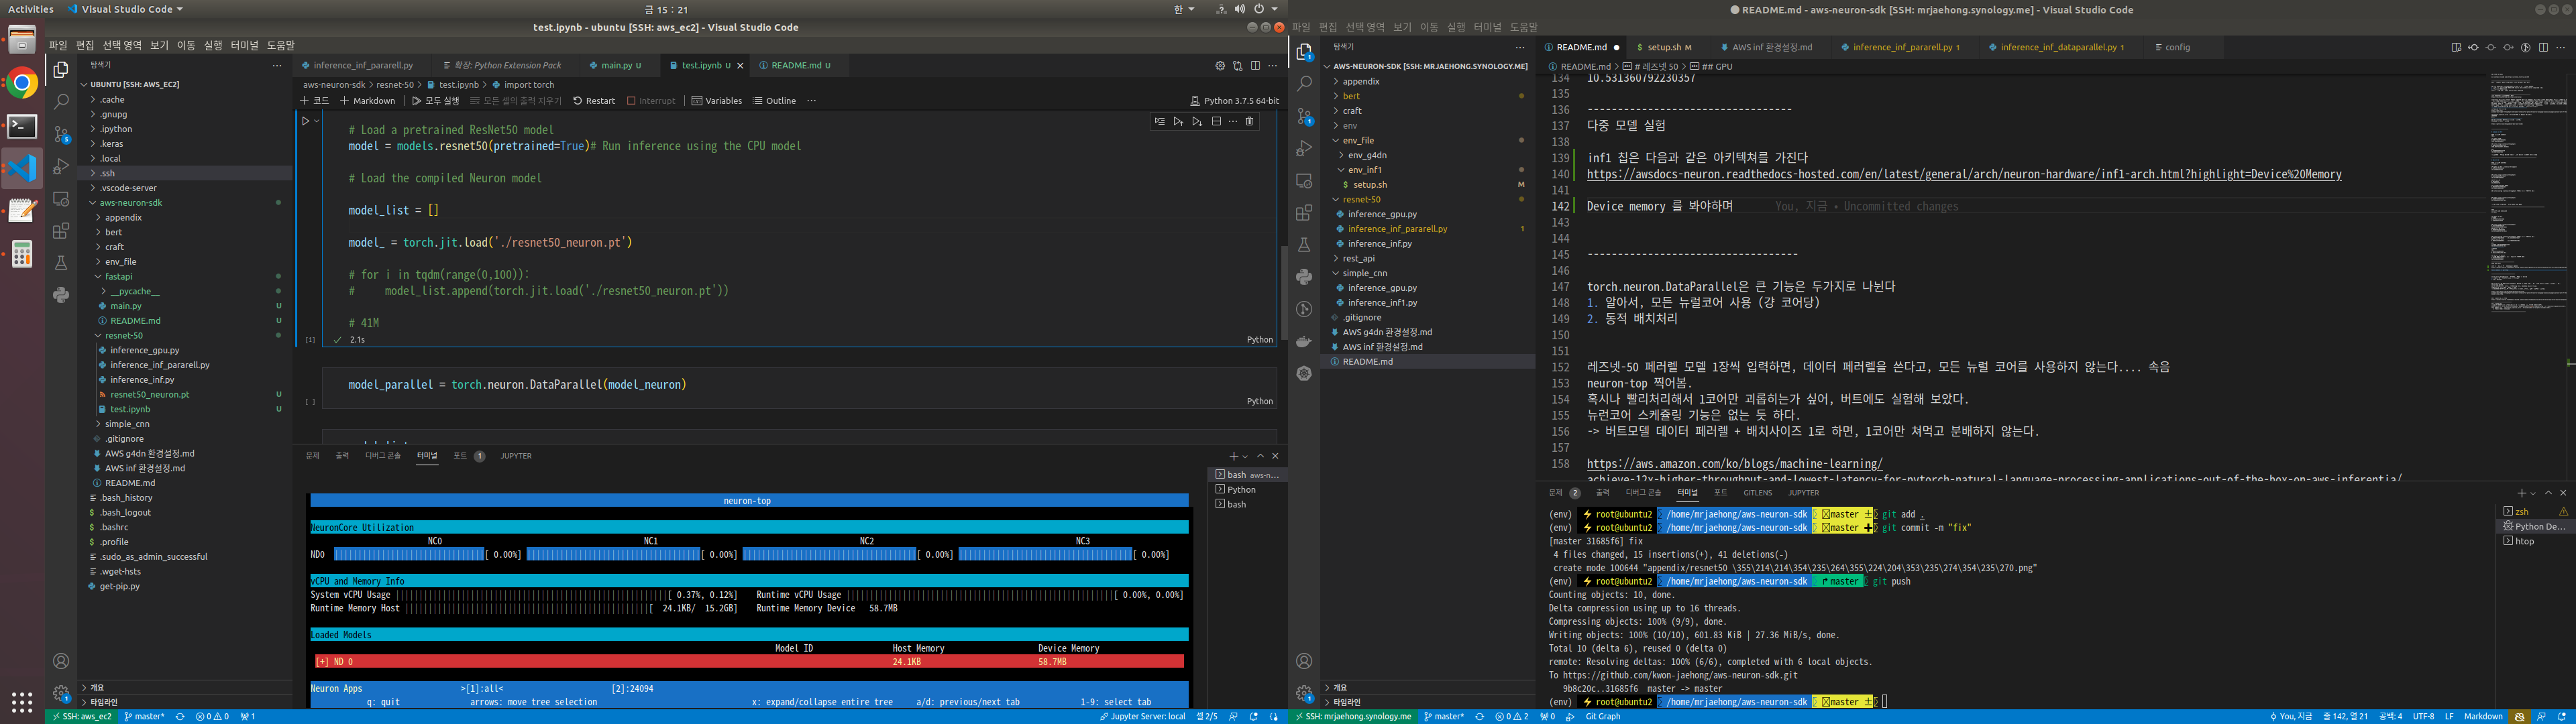 Activities
Visual Studio Code
금 15 : 21
한
test.ipynb - ubuntu [SSH: aws_ec2] - Visual Studio Code
파일 편집 선택 영역 보기 이동 실행 터미널 도움말
탐색기
UBUNTU [SSH: AWS_EC2]
.cache
.gnupg
.ipython
.keras
.local
.ssh
.vscode-server
aws-neuron-sdk
appendix
bert
craft
env_file
fastapi
__pycache__
main.py U
README.md U
resnet-50
inference_gpu.py
inference_inf_pararell.py
inference_inf.py
resnet50_neuron.pt U
test.ipynb U
simple_cnn
.gitignore
AWS g4dn 환경설정.md
AWS inf 환경설정.md
README.md
.bash_history
.bash_logout
.bashrc
.profile
.sudo_as_admin_successful
.wget-hsts
get-pip.py
개요
타임라인
inference_inf_pararell.py
확장: Python Extension Pack
main.py U
test.ipynb U
README.md U
aws-neuron-sdk > resnet-50 > test.ipynb > import torch
+ 코드 + Markdown
모두 실행
모든 셀의 출력 지우기
Restart
Interrupt
Variables
Outline
Python 3.7.5 64-bit
# Load a pretrained ResNet50 model
model = models.resnet50(pretrained=True)# Run inference using the CPU model
# Load the compiled Neuron model
model_list = []
model_ = torch.jit.load('./resnet50_neuron.pt')
# for i in tqdm(range(0,100)):
#     model_list.append(torch.jit.load('./resnet50_neuron.pt'))
# 41M
[1]
2.1s
Python
model_parallel = torch.neuron.DataParallel(model_neuron)
[ ]
Python
문제 출력 디버그 콘솔 터미널 포트 1 JUPYTER
bash aws-n...
Python
bash
neuron-top
NeuronCore Utilization
NC0 NC1 NC2 NC3
ND0 [ 0.00%] [ 0.00%] [ 0.00%] [ 0.00%]
vCPU and Memory Info
System vCPU Usage [ 0.37%, 0.12%] Runtime vCPU Usage [ 0.00%, 0.00%]
Runtime Memory Host [ 24.1KB/ 15.2GB] Runtime Memory Device 58.7MB
Loaded Models
Model ID Host Memory Device Memory
[+] ND 0 24.1KB 58.7MB
Neuron Apps >[1]:all< [2]:24094
q: quit arrows: move tree selection x: expand/collapse entire tree a/d: previous/next tab 1-9: select tab
SSH: aws_ec2 master* 0 0 1
Jupyter Server: local 셀 2/5
README.md - aws-neuron-sdk [SSH: mrjaehong.synology.me] - Visual Studio Code
파일 편집 선택 영역 보기 이동 실행 터미널 도움말
탐색기
AWS-NEURON-SDK [SSH: MRJAEHONG.SYNOLOGY.ME]
appendix
bert
craft
env
env_file
env_g4dn
env_inf1
setup.sh M
resnet-50
inference_gpu.py
inference_inf_pararell.py 1
inference_inf.py
rest_api
simple_cnn
inference_gpu.py
inference_inf1.py
.gitignore
AWS g4dn 환경설정.md
AWS inf 환경설정.md
README.md
개요
타임라인
README.md
setup.sh M
AWS inf 환경설정.md
inference_inf_pararell.py 1
inference_inf_dataparallel.py 1
config
README.md > # 레즈넷 50 > ## GPU
134 10.531360792230357
135
136 -----------------------------------
137 다중 모델 실험
138
139 inf1 칩은 다음과 같은 아키텍쳐를 가진다
140 https://awsdocs-neuron.readthedocs-hosted.com/en/latest/general/arch/neuron-hardware/inf1-arch.html?highlight=Device%20Memory
141
142 Device memory 를 봐야하며 You, 지금 • Uncommitted changes
143
144
145 ------------------------------------
146
147 torch.neuron.DataParallel은 큰 기능은 두가지로 나뉜다
148 1. 알아서, 모든 뉴럴코어 사용 (걍 코어당)
149 2. 동적 배치처리
150
151
152 레즈넷-50 페러렐 모델 1장씩 입력하면, 데이터 페러렐을 쓴다고, 모든 뉴럴 코어를 사용하지 않는다.... 속음
153 neuron-top 찍어봄.
154 혹시나 빨리처리해서 1코어만 괴롭히는가 싶어, 버트에도 실험해 보았다.
155 뉴런코어 스케쥴링 기능은 없는 듯 하다.
156 -> 버트모델 데이터 페러렐 + 배치사이즈 1로 하면, 1코어만 쳐먹고 분배하지 않는다.
157
158 https://aws.amazon.com/ko/blogs/machine-learning/
achieve-12x-higher-throughput-and-lowest-latency-for-pytorch-natural-language-processing-applications-out-of-the-box-on-aws-inferentia/
문제 2 출력 디버그 콘솔 터미널 포트 GITLENS JUPYTER
zsh
Python De...
htop
(env) root@ubuntu2 /home/mrjaehong/aws-neuron-sdk master ± git add .
(env) root@ubuntu2 /home/mrjaehong/aws-neuron-sdk master ✚ git commit -m "fix"
[master 31685f6] fix
4 files changed, 15 insertions(+), 41 deletions(-)
create mode 100644 "appendix/resnet50 \355\214\214\354\235\264\355\224\204\353\235\274\354\235\270.png"
(env) root@ubuntu2 /home/mrjaehong/aws-neuron-sdk master git push
Counting objects: 10, done.
Delta compression using up to 16 threads.
Compressing objects: 100% (9/9), done.
Writing objects: 100% (10/10), 601.83 KiB | 27.36 MiB/s, done.
Total 10 (delta 6), reused 0 (delta 0)
remote: Resolving deltas: 100% (6/6), completed with 6 local objects.
To https://github.com/kwon-jaehong/aws-neuron-sdk.git
9b8c20c..31685f6 master -> master
(env) root@ubuntu2 /home/mrjaehong/aws-neuron-sdk master ±
SSH: mrjaehong.synology.me master* 0 2 0 Git Graph
You, 지금 줄 142, 열 21 공백: 4 UTF-8 LF Markdown